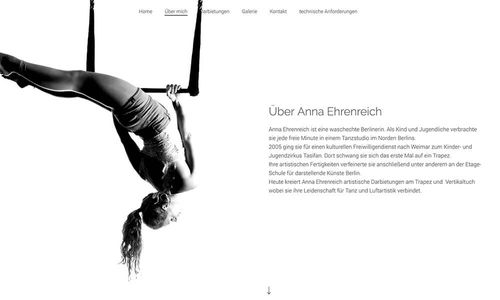 Home Über mich Darbietungen Galerie Kontakt technische Anforderungen
Über Anna Ehrenreich
Anna Ehrenreich ist eine waschechte Berlinerin. Als Kind und Jugendliche verbrachte
sie jede freie Minute in einem Tanzstudio im Norden Berlins.
2005 ging sie für einen kulturellen Freiwilligendienst nach Weimar zum Kinder- und
Jugendzirkus Tasifan. Dort schwang sie sich das erste Mal auf ein Trapez.
Ihre artistischen Fertigkeiten verfeinerte sie anschließend unter anderem an der Etage-
Schule für darstellende Künste Berlin.
Heute kreiert Anna Ehrenreich artistische Darbietungen am Trapez und Vertikaltuch
wobei sie ihre Leidenschaft für Tanz und Luftartistik verbindet.